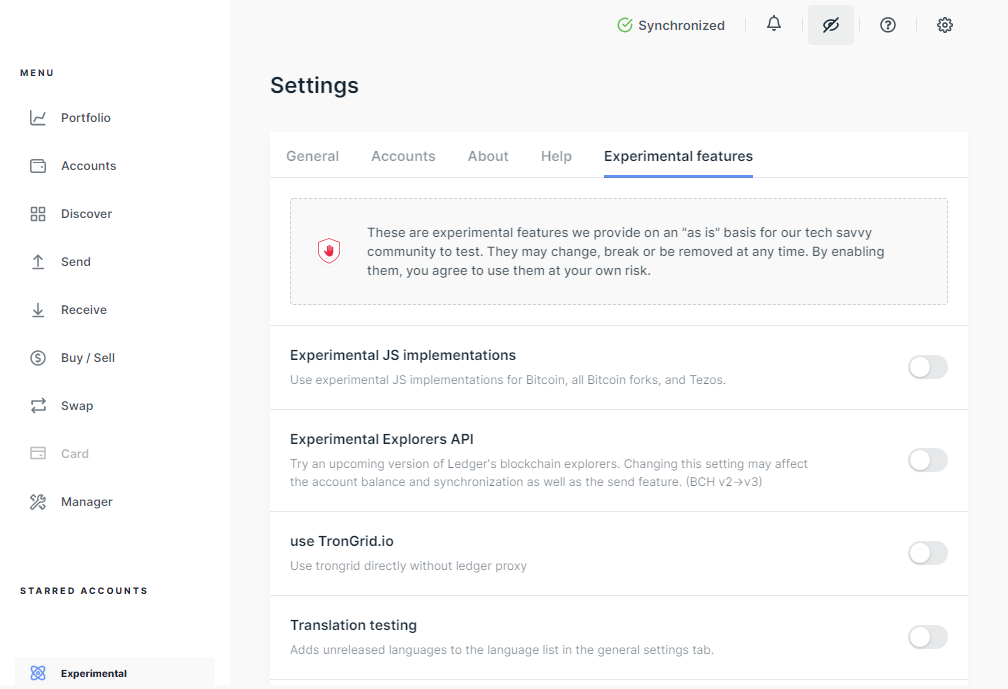 Synchronized
MENU
Portfolio
Accounts
Discover
Send
Receive
Buy / Sell
Swap
Card
Manager
STARRED ACCOUNTS
Experimental
Settings
General Accounts About Help Experimental features
These are experimental features we provide on an "as is" basis for our tech savvy
community to test. They may change, break or be removed at any time. By enabling
them, you agree to use them at your own risk.
Experimental JS implementations
Use experimental JS implementations for Bitcoin, all Bitcoin forks, and Tezos.
Experimental Explorers API
Try an upcoming version of Ledger's blockchain explorers. Changing this setting may affect
the account balance and synchronization as well as the send feature. (BCH v2→v3)
use TronGrid.io
Use trongrid directly without ledger proxy
Translation testing
Adds unreleased languages to the language list in the general settings tab.